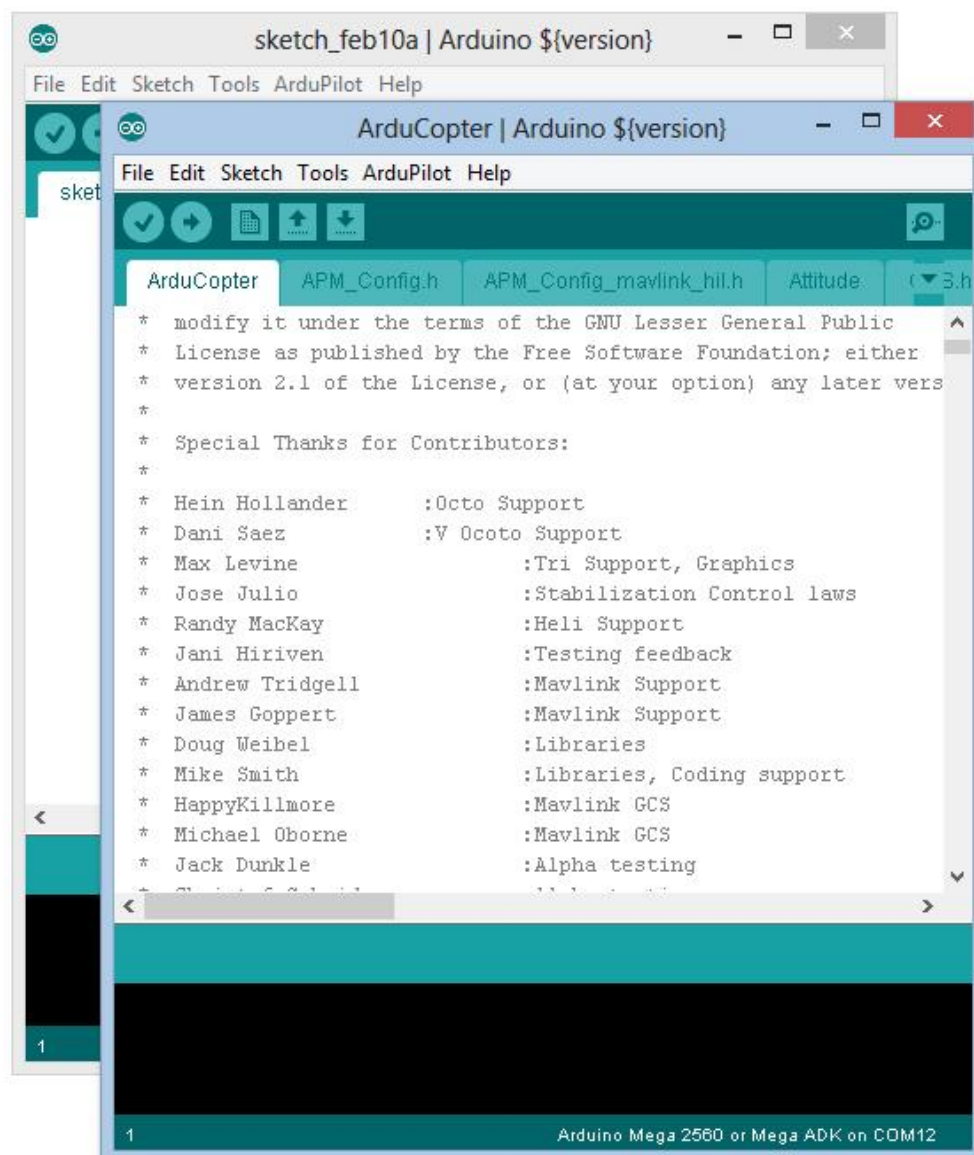 sketch_feb10a | Arduino ${version}
File Edit Sketch Tools ArduPilot Help
sket
ArduCopter | Arduino ${version}
File Edit Sketch Tools ArduPilot Help
ArduCopter APM_Config.h APM_Config_mavlink_hil.h Attitude
* modify it under the terms of the GNU Lesser General Public
* License as published by the Free Software Foundation; either
* version 2.1 of the License, or (at your option) any later vers
*
* Special Thanks for Contributors:
*
* Hein Hollander :Octo Support
* Dani Saez :V Ocoto Support
* Max Levine :Tri Support, Graphics
* Jose Julio :Stabilization Control laws
* Randy MacKay :Heli Support
* Jani Hiriven :Testing feedback
* Andrew Tridgell :Mavlink Support
* James Goppert :Mavlink Support
* Doug Weibel :Libraries
* Mike Smith :Libraries, Coding support
* HappyKillmore :Mavlink GCS
* Michael Oborne :Mavlink GCS
* Jack Dunkle :Alpha testing
1
1 Arduino Mega 2560 or Mega ADK on COM12